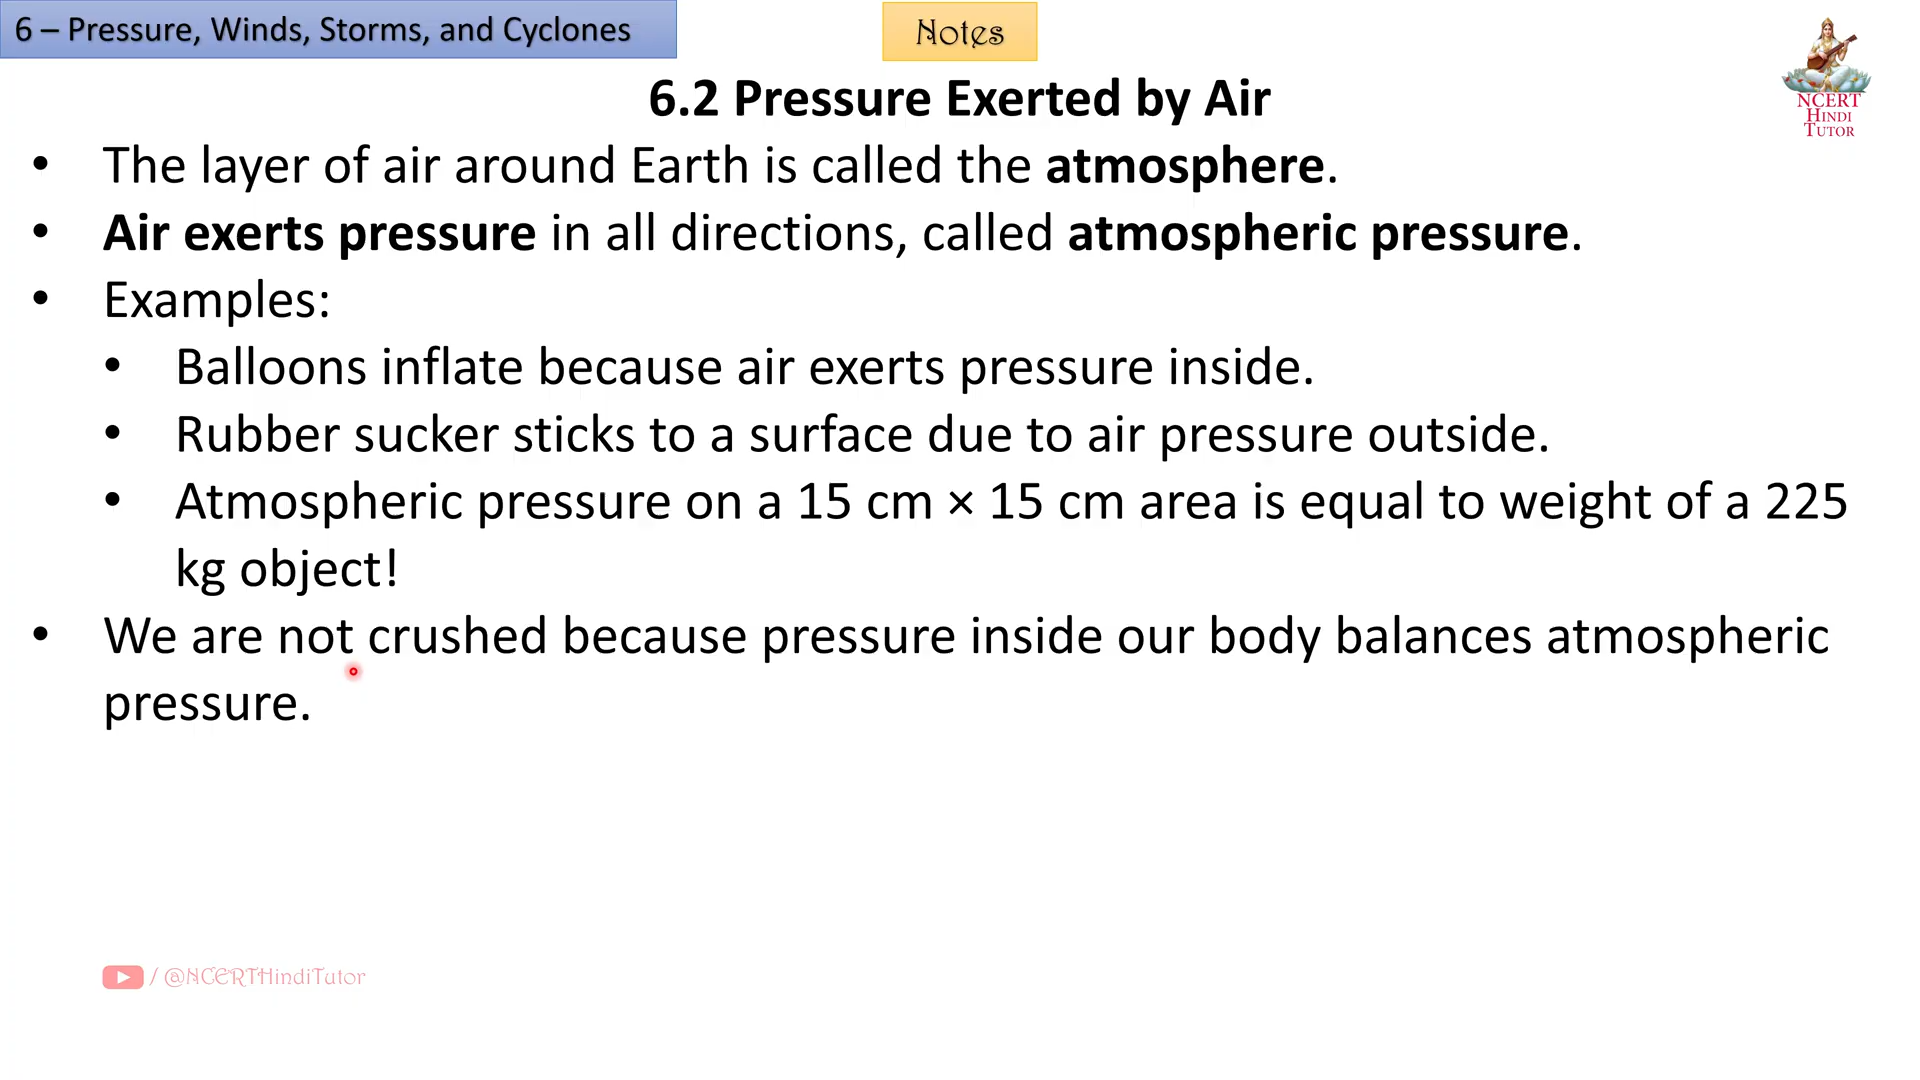 6 – Pressure, Winds, Storms, and Cyclones
Notes
NCERT
HINDI
TUTOR
6.2 Pressure Exerted by Air
• The layer of air around Earth is called the atmosphere.
• Air exerts pressure in all directions, called atmospheric pressure.
• Examples:
• Balloons inflate because air exerts pressure inside.
• Rubber sucker sticks to a surface due to air pressure outside.
• Atmospheric pressure on a 15 cm × 15 cm area is equal to weight of a 225
kg object!
• We are not crushed because pressure inside our body balances atmospheric
pressure.
/ @NCERTHindiTutor